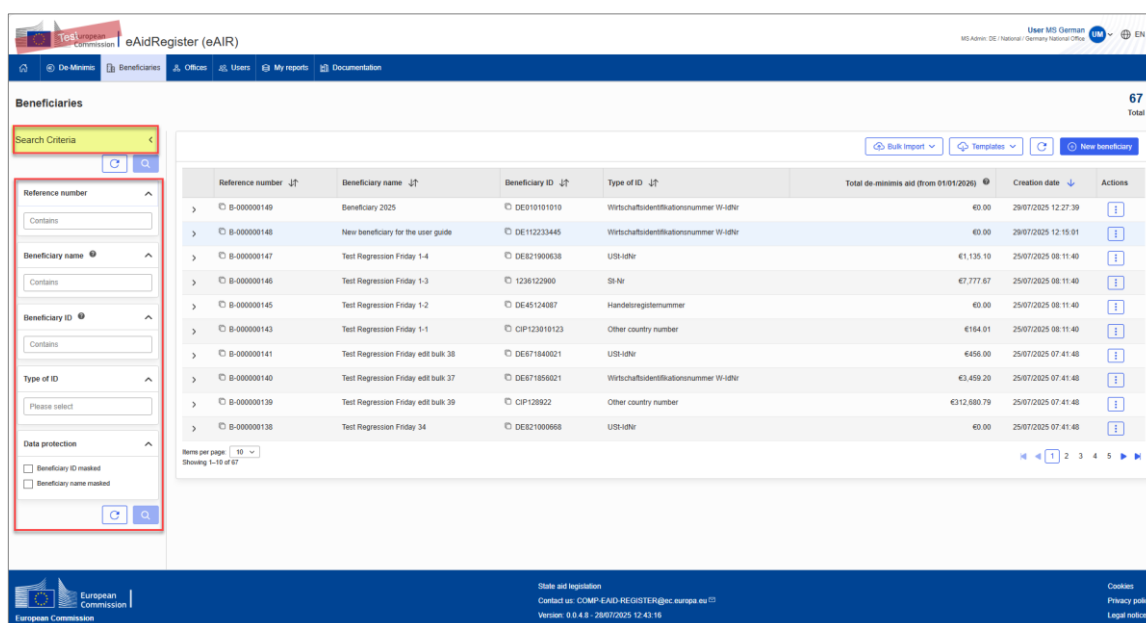 Test European Commission
eAidRegister (eAIR)
User MS German
MS Admin: DE / National / Germany National Office
UM
EN
De-Minimis Beneficiaries Offices Users My reports Documentation
Beneficiaries
67
Total
Search Criteria
Bulk Import Templates New beneficiary
Reference number
Contains
Beneficiary name
Contains
Beneficiary ID
Contains
Type of ID
Please select
Data protection
Beneficiary ID masked
Beneficiary name masked
Reference number Beneficiary name Beneficiary ID Type of ID Total de-minimis aid (from 01/01/2026) Creation date Actions
B-000000149 Beneficiary 2025 DE010101010 Wirtschaftsidentifikationsnummer W-IdNr €0.00 29/07/2025 12:27:39
B-000000148 New beneficiary for the user guide DE112233445 Wirtschaftsidentifikationsnummer W-IdNr €0.00 29/07/2025 12:15:01
B-000000147 Test Regression Friday 1-4 DE821900638 USt-IdNr €1,135.10 25/07/2025 08:11:40
B-000000146 Test Regression Friday 1-3 1236122900 St-Nr €7,777.67 25/07/2025 08:11:40
B-000000145 Test Regression Friday 1-2 DE45124087 Handelsregisternummer €0.00 25/07/2025 08:11:40
B-000000143 Test Regression Friday 1-1 CIP123010123 Other country number €164.01 25/07/2025 08:11:40
B-000000141 Test Regression Friday edit bulk 38 DE671840021 USt-IdNr €456.00 25/07/2025 07:41:48
B-000000140 Test Regression Friday edit bulk 37 DE671856021 Wirtschaftsidentifikationsnummer W-IdNr €3,459.20 25/07/2025 07:41:48
B-000000139 Test Regression Friday edit bulk 39 CIP128922 Other country number €312,680.79 25/07/2025 07:41:48
B-000000138 Test Regression Friday 34 DE821000668 USt-IdNr €0.00 25/07/2025 07:41:48
Items per page: 10
Showing 1–10 of 67
1 2 3 4 5
European
Commission
European Commission
State aid legislation
Contact us: COMP-EAID-REGISTER@ec.europa.eu
Version: 0.0.4.8 - 28/07/2025 12:43:16
Cookies
Privacy poli
Legal notice